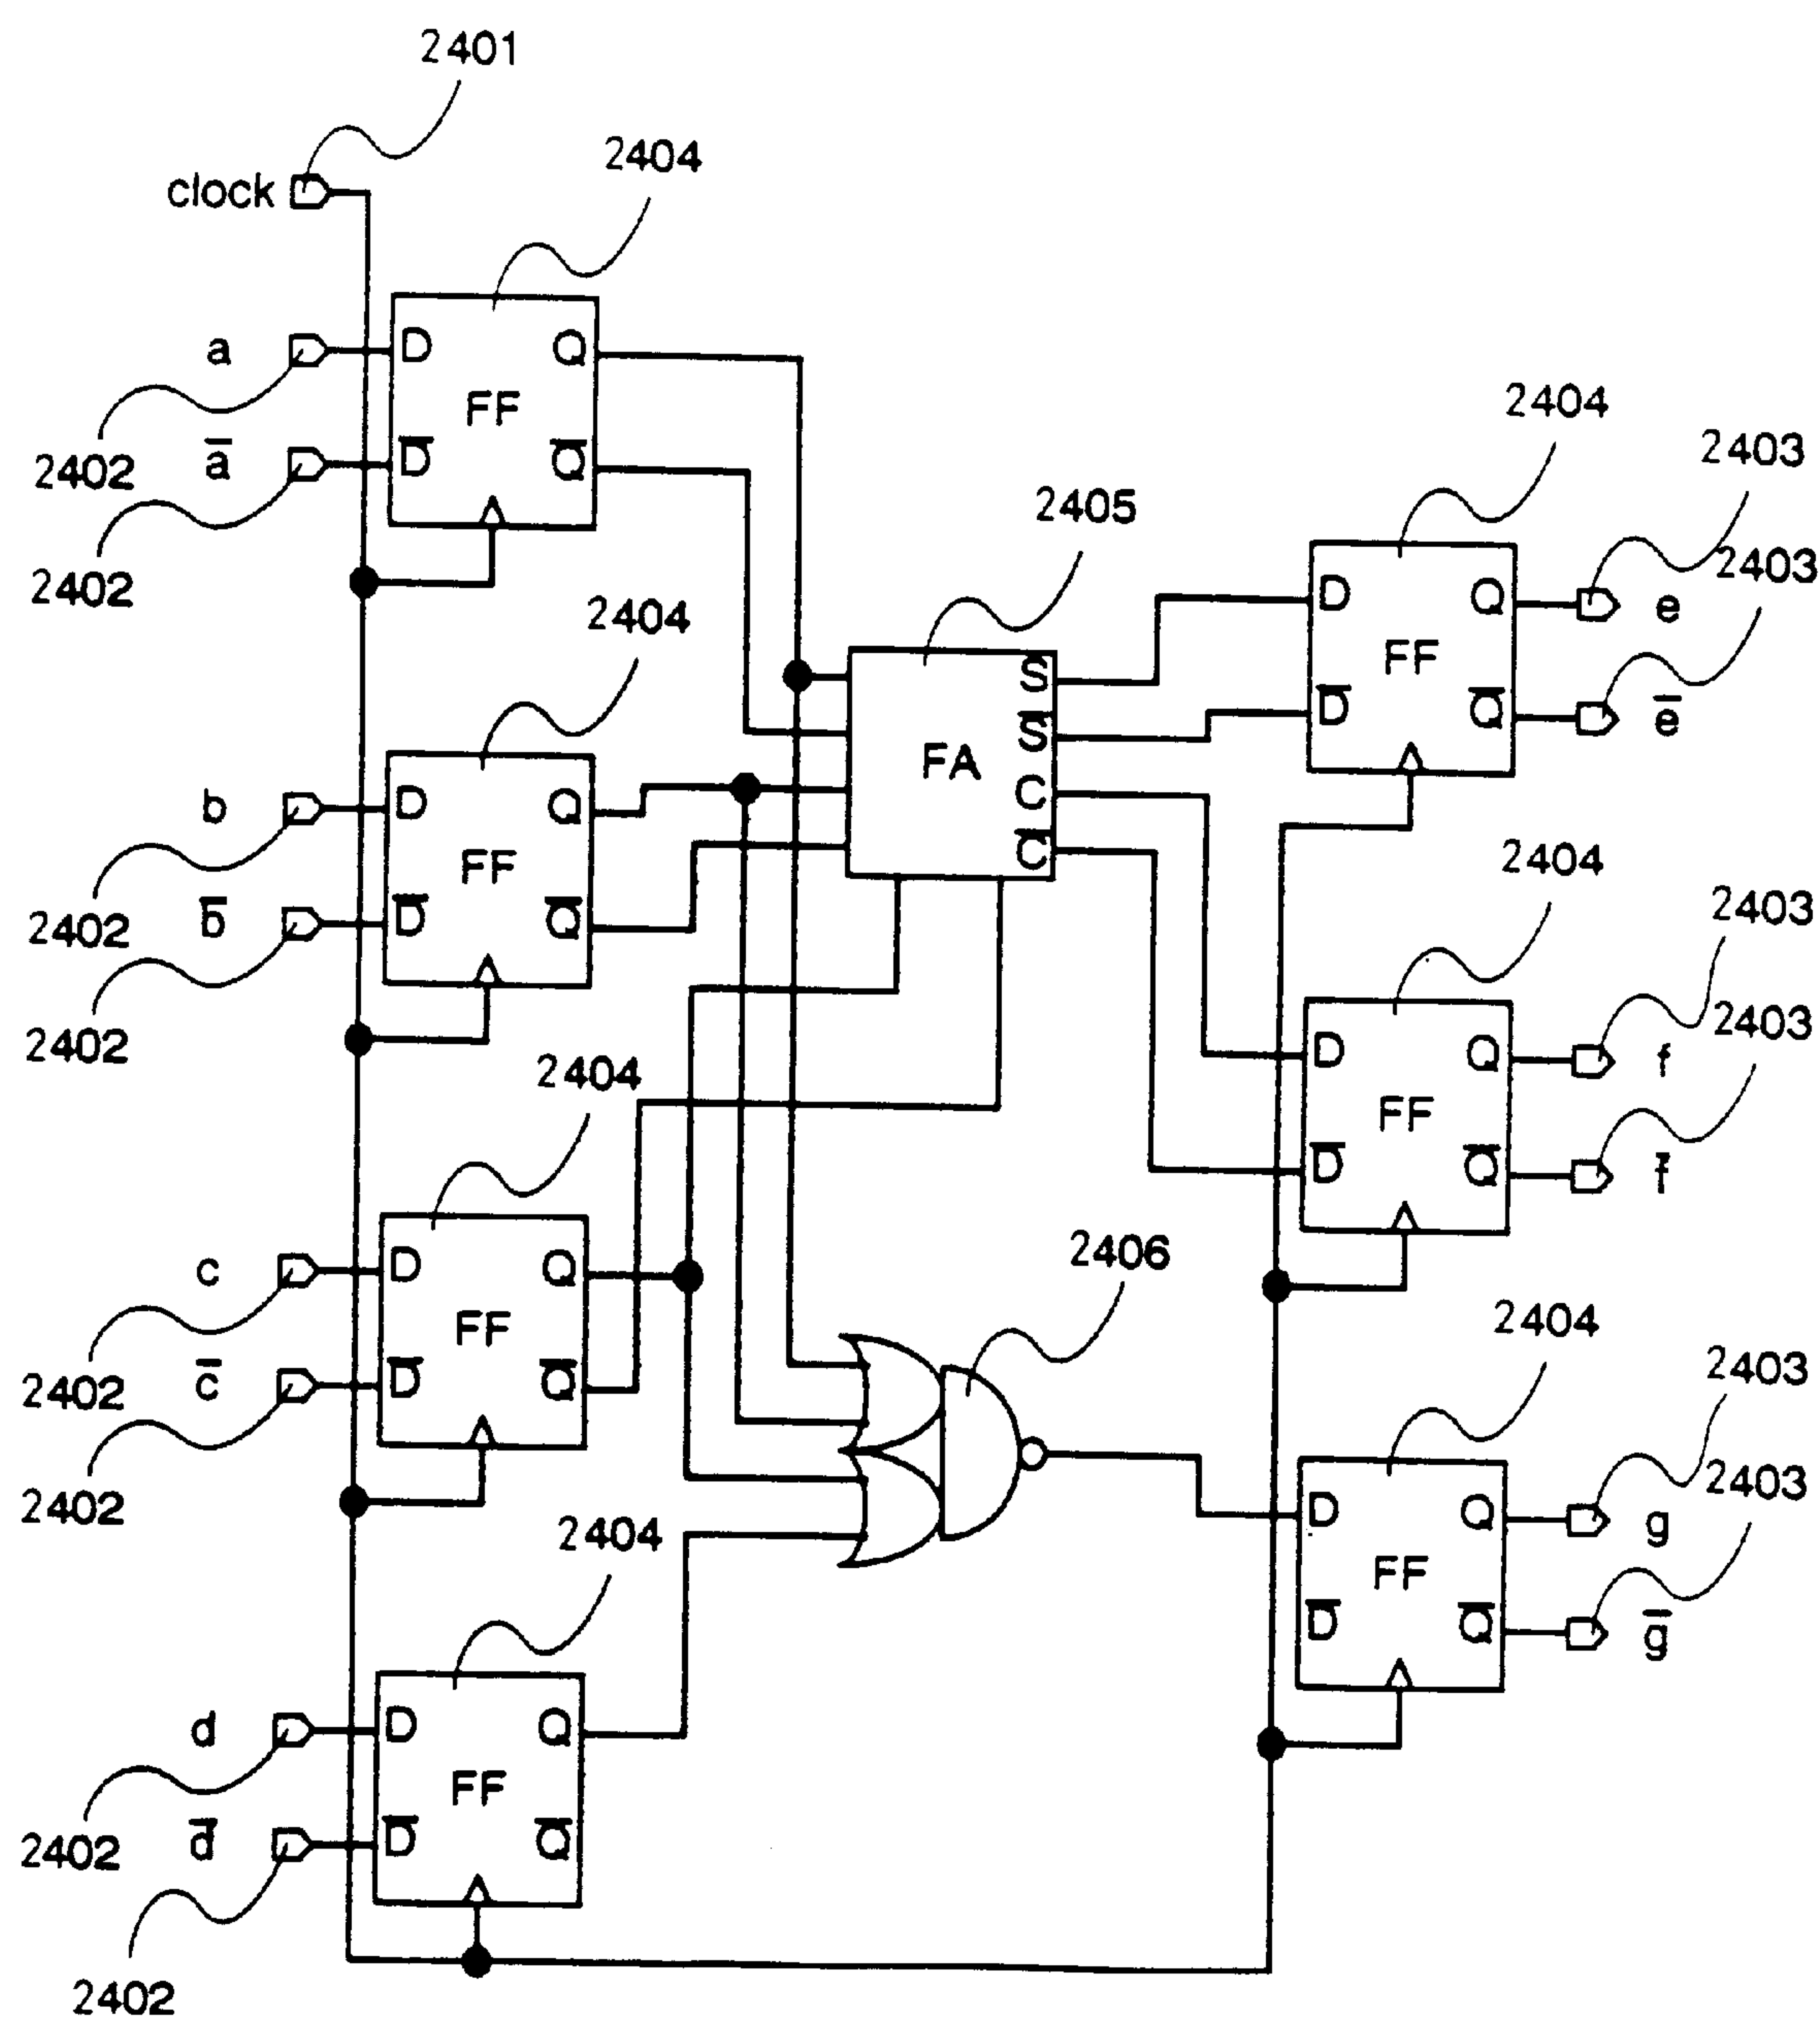 2401
clock
2404
a
D
Q
FF
2402
a̅
D̅
Q̅
2402
2404
2403
2405
2403
2404
D
Q
e
S
FF
b
D
Q
S̅
D̅
Q̅
e̅
FA
FF
C
2404
2402
b̅
D̅
Q̅
C̅
2403
2402
2404
2403
D
Q
f
FF
D̅
Q̅
f̅
2406
c
D
Q
2404
FF
2403
2402
c̅
D̅
Q̅
2403
2402
D
Q
g
2404
FF
D̅
Q̅
g̅
d
D
Q
FF
2402
d̅
D̅
Q̅
2402